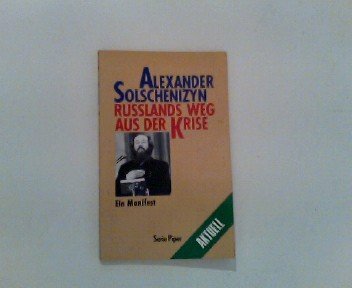 ALEXANDER
SOLSCHENIZYN
RUSSLANDS WEG
AUS DER KRISE
Ein Manifest
Serie Piper
AKTUELL